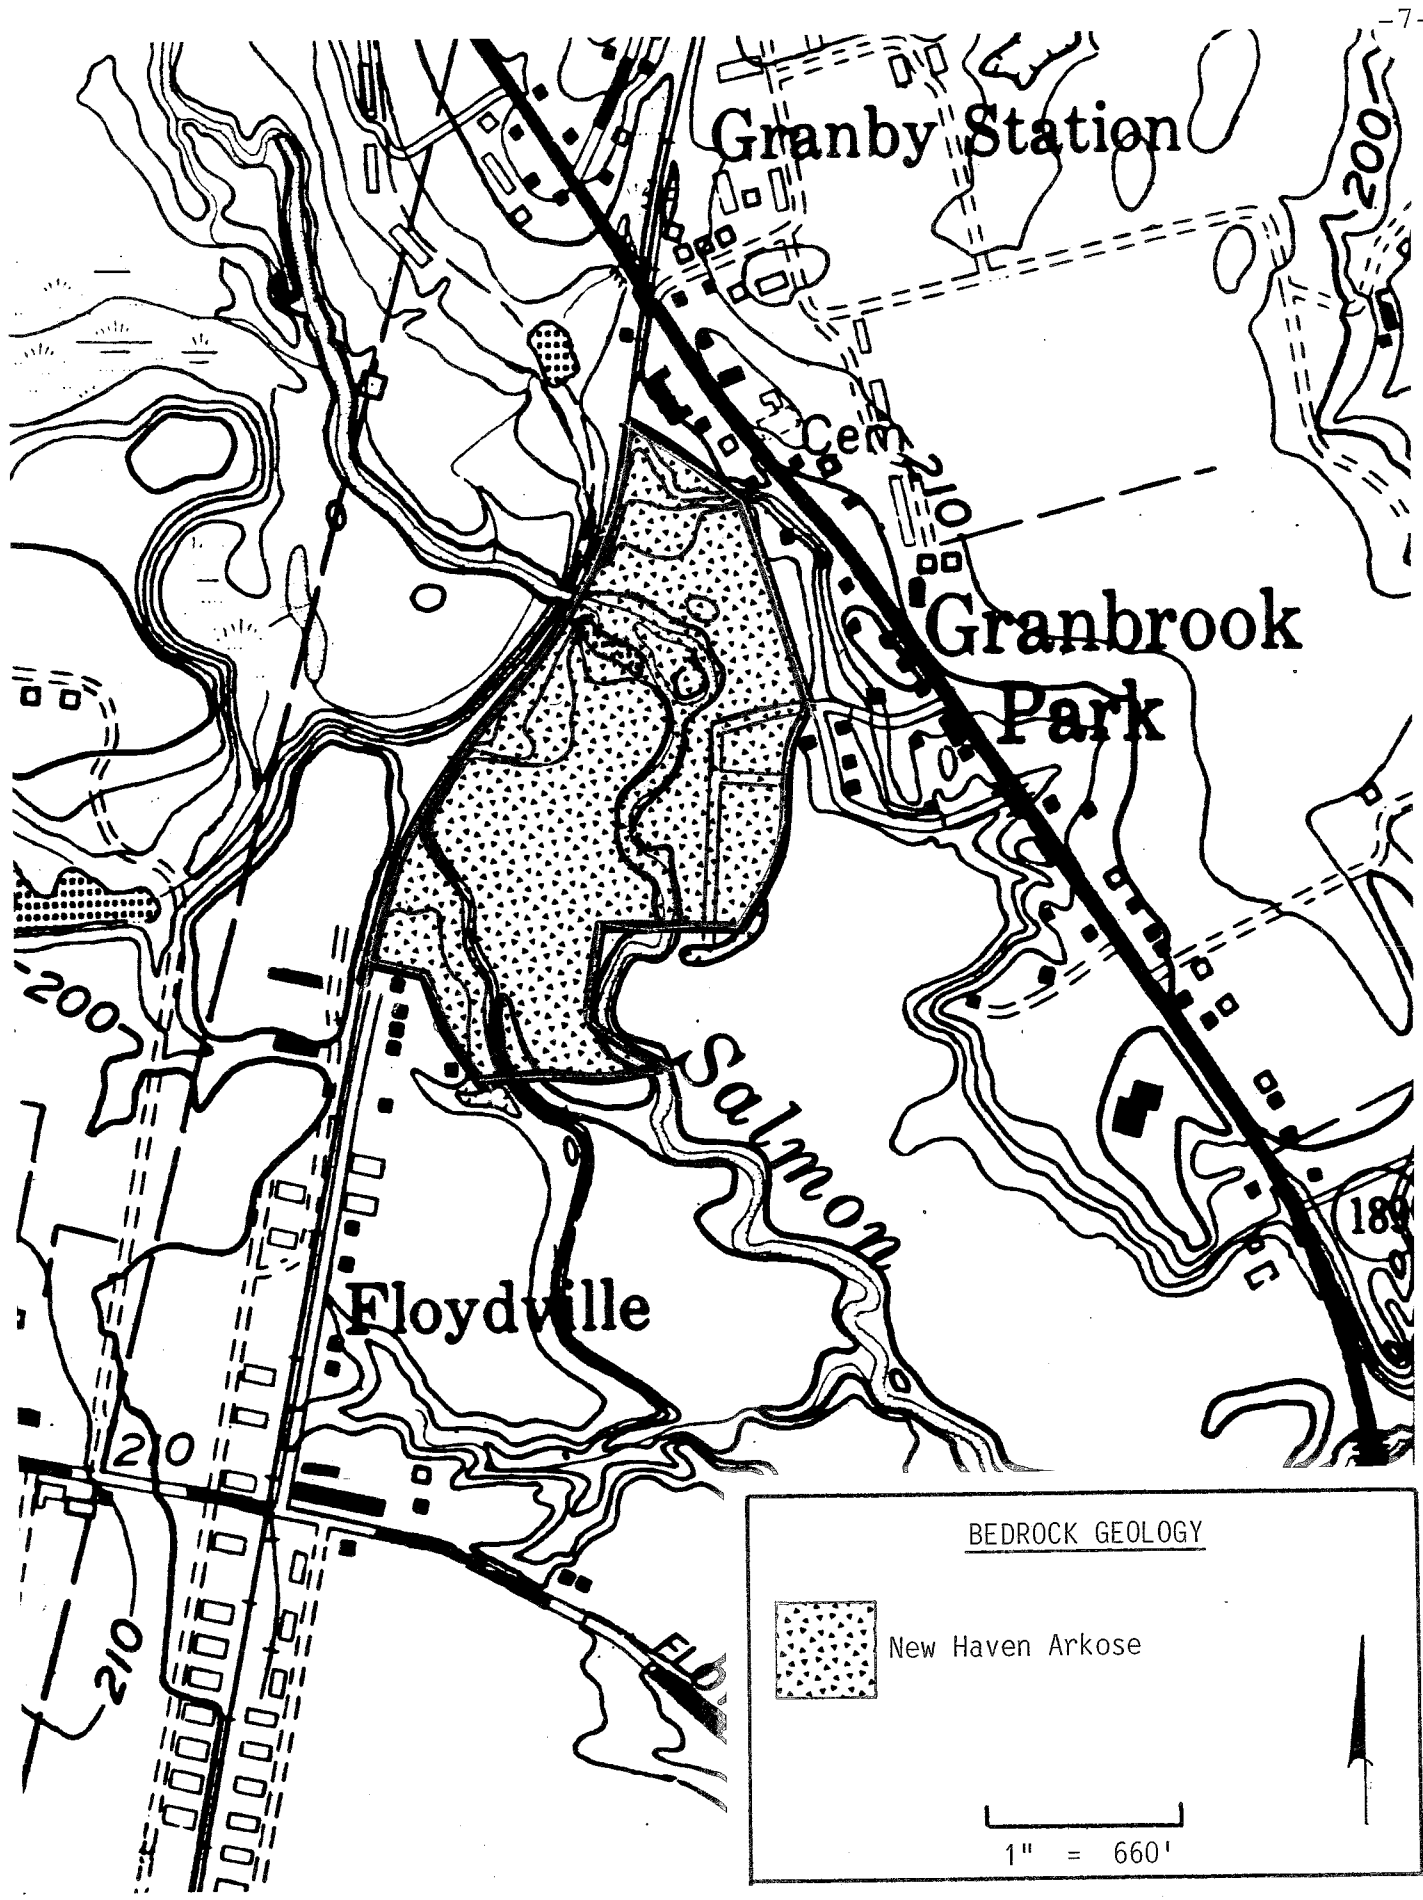 -7-
Granby Station
200
Cem
210
Granbrook
Park
200
Salmon
189
Floydville
210
210
FLO
BEDROCK GEOLOGY
New Haven Arkose
1" = 660'